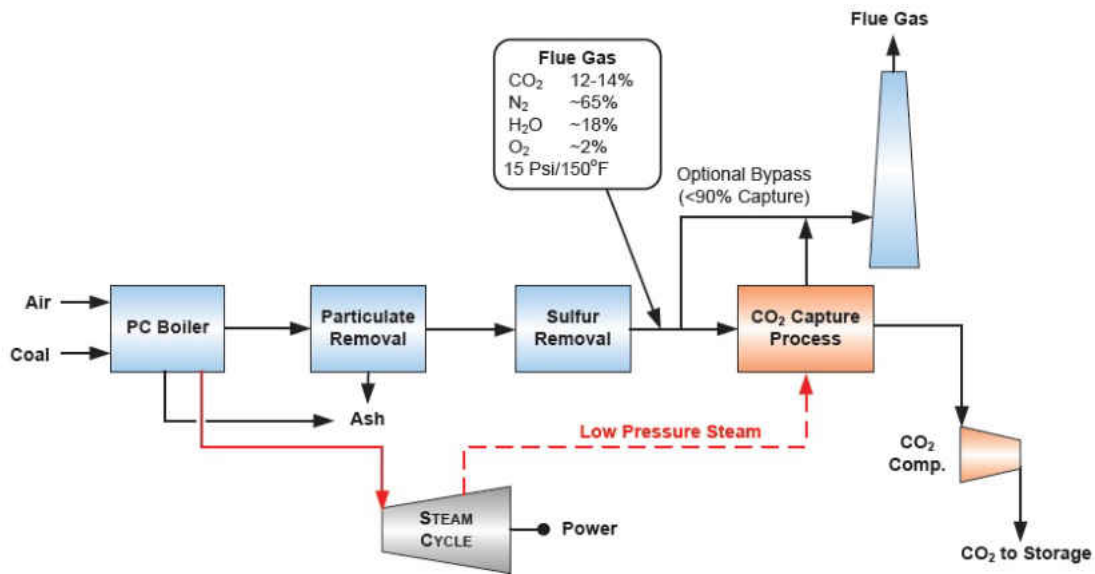 Flue Gas
Flue Gas
CO₂ 12-14%
N₂ ~65%
H₂O ~18%
O₂ ~2%
15 Psi/150°F
Optional Bypass
(<90% Capture)
Air
Coal
PC Boiler
Particulate
Removal
Sulfur
Removal
CO₂ Capture
Process
Ash
Low Pressure Steam
CO₂
Comp.
STEAM
CYCLE
Power
CO₂ to Storage